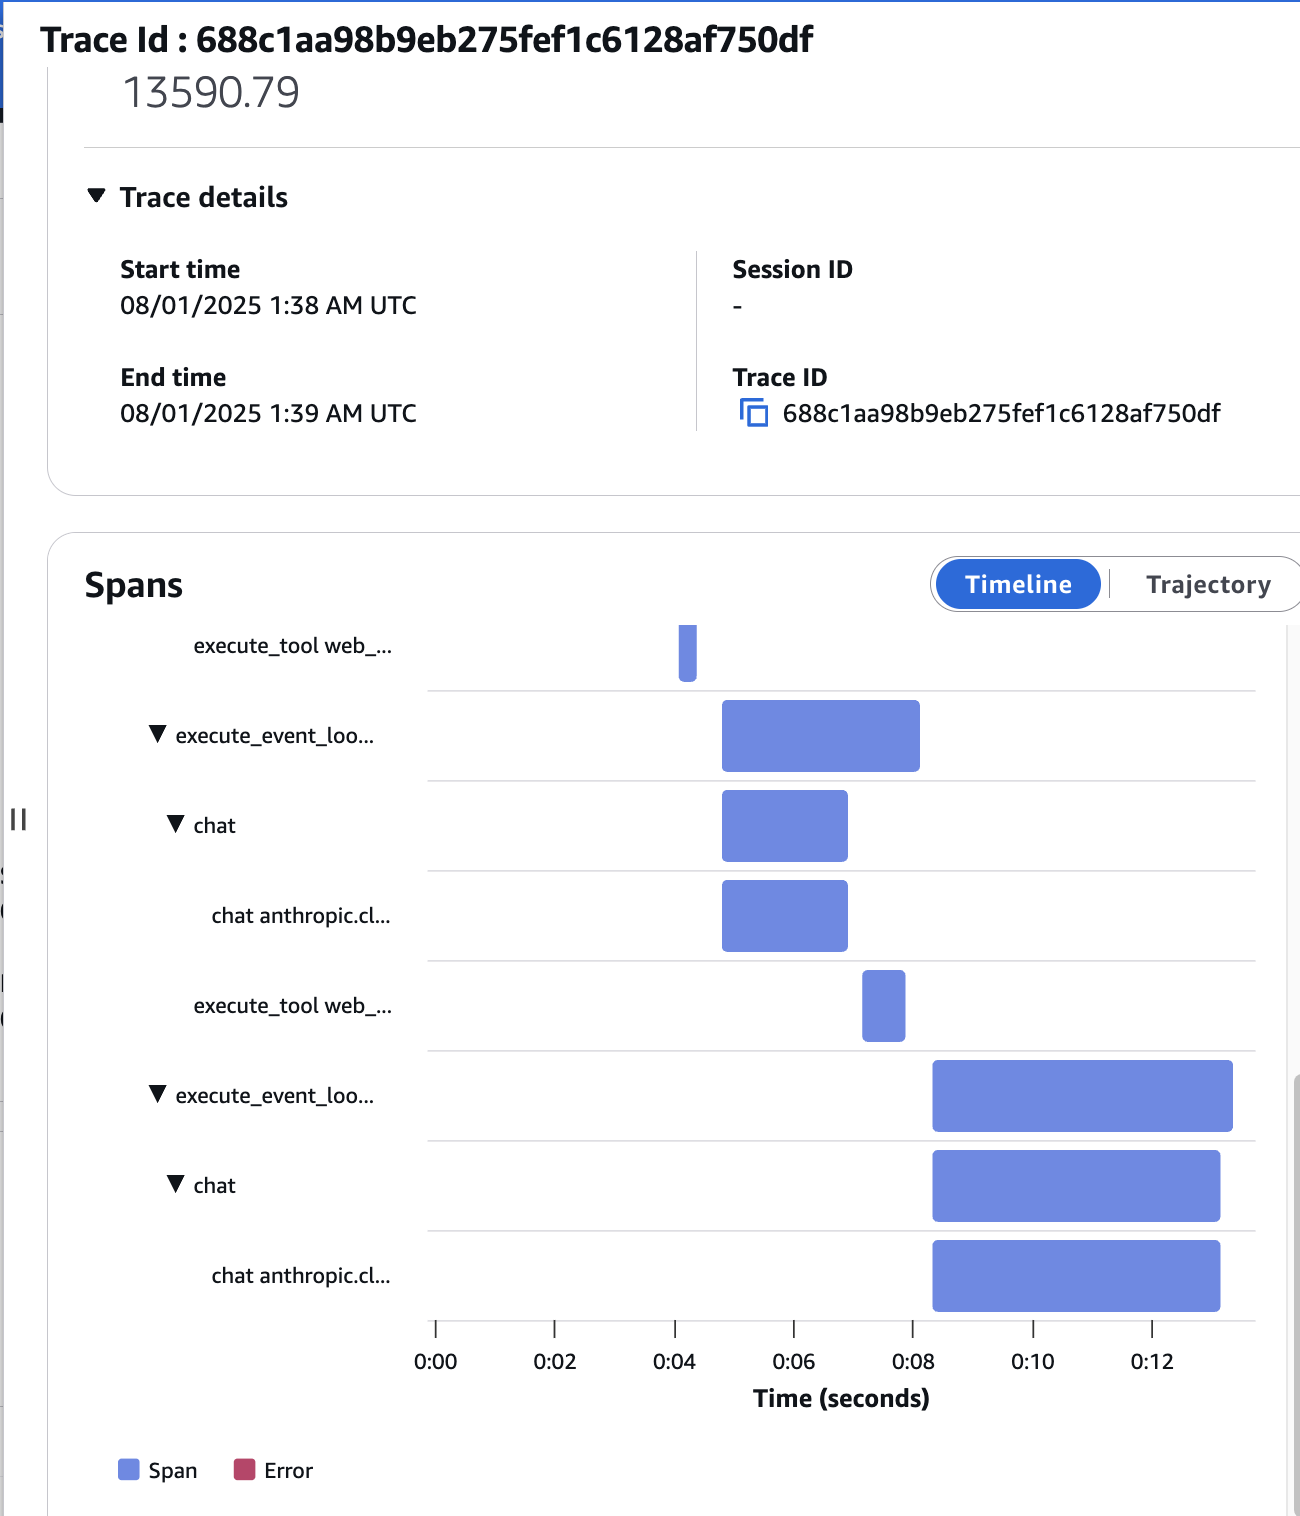 Trace Id : 688c1aa98b9eb275fef1c6128af750df
13590.79
Trace details
Start time
08/01/2025 1:38 AM UTC
Session ID
-
End time
08/01/2025 1:39 AM UTC
Trace ID
688c1aa98b9eb275fef1c6128af750df
Spans
Timeline
Trajectory
execute_tool web_...
execute_event_loo...
chat
chat anthropic.cl...
execute_tool web_...
execute_event_loo...
chat
chat anthropic.cl...
0:00 0:02 0:04 0:06 0:08 0:10 0:12
Time (seconds)
Span Error